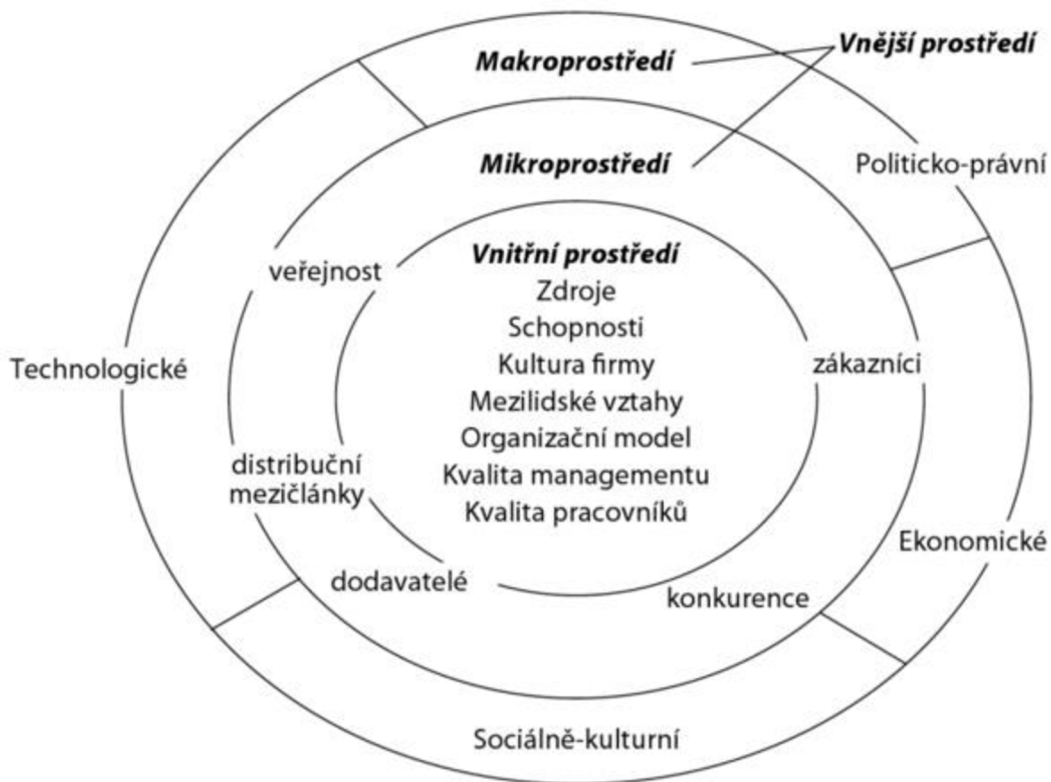 Makroprostředí
Vnější prostředí
Mikroprostředí
Politicko-právní
Vnitřní prostředí
veřejnost
Zdroje
Schopnosti
Technologické
Kultura firmy
zákazníci
Mezilidské vztahy
Organizační model
distribuční
mezičlánky
Kvalita managementu
Kvalita pracovníků
Ekonomické
dodavatelé
konkurence
Sociálně-kulturní